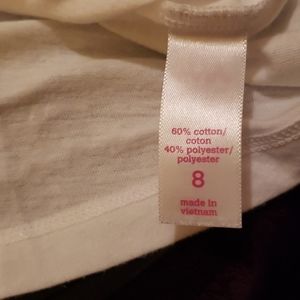 60% cotton/
coton
40% polyester/
polyester
8
made in
vietnam